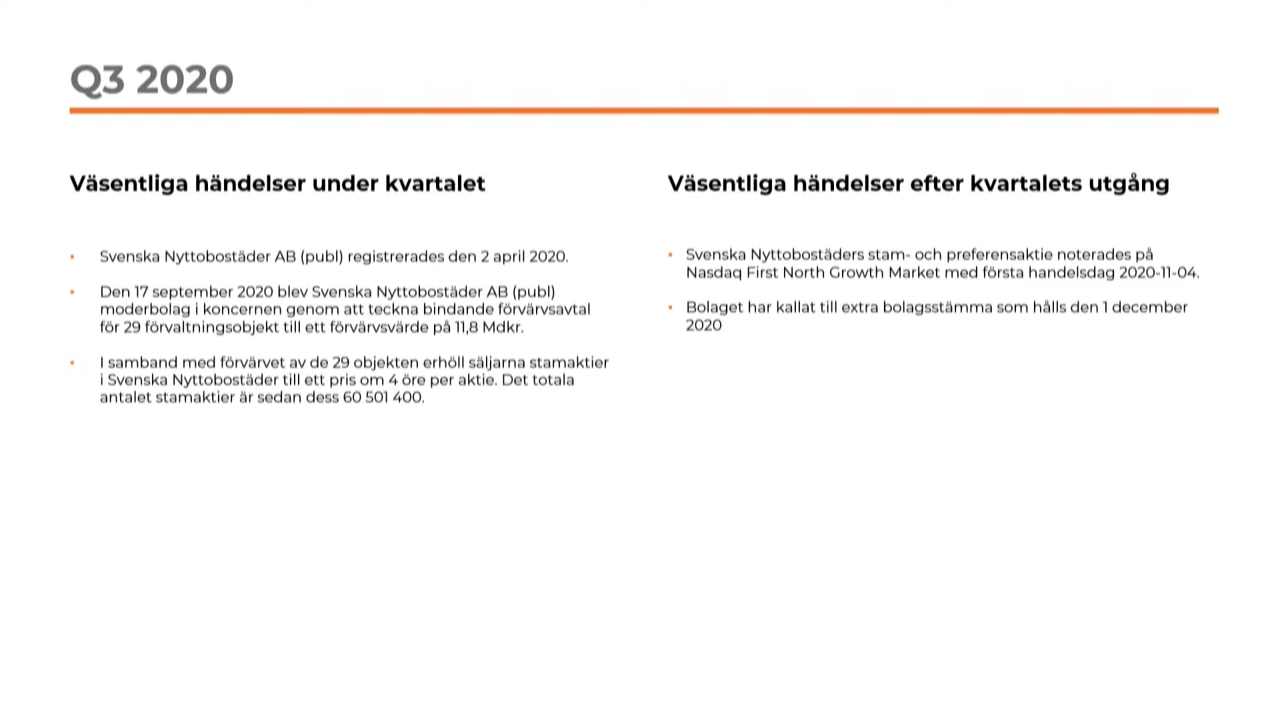 Q3 2020
Väsentliga händelser under kvartalet
• Svenska Nyttobostäder AB (publ) registrerades den 2 april 2020.
• Den 17 september 2020 blev Svenska Nyttobostäder AB (publ)
moderbolag i koncernen genom att teckna bindande förvärvsavtal
för 29 förvaltningsobjekt till ett förvärvsvärde på 11,8 Mdkr.
• I samband med förvärvet av de 29 objekten erhöll säljarna stamaktier
i Svenska Nyttobostäder till ett pris om 4 öre per aktie. Det totala
antalet stamaktier är sedan dess 60 501 400.
Väsentliga händelser efter kvartalets utgång
• Svenska Nyttobostäders stam- och preferensaktie noterades på
Nasdaq First North Growth Market med första handelsdag 2020-11-04.
• Bolaget har kallat till extra bolagsstämma som hålls den 1 december
2020